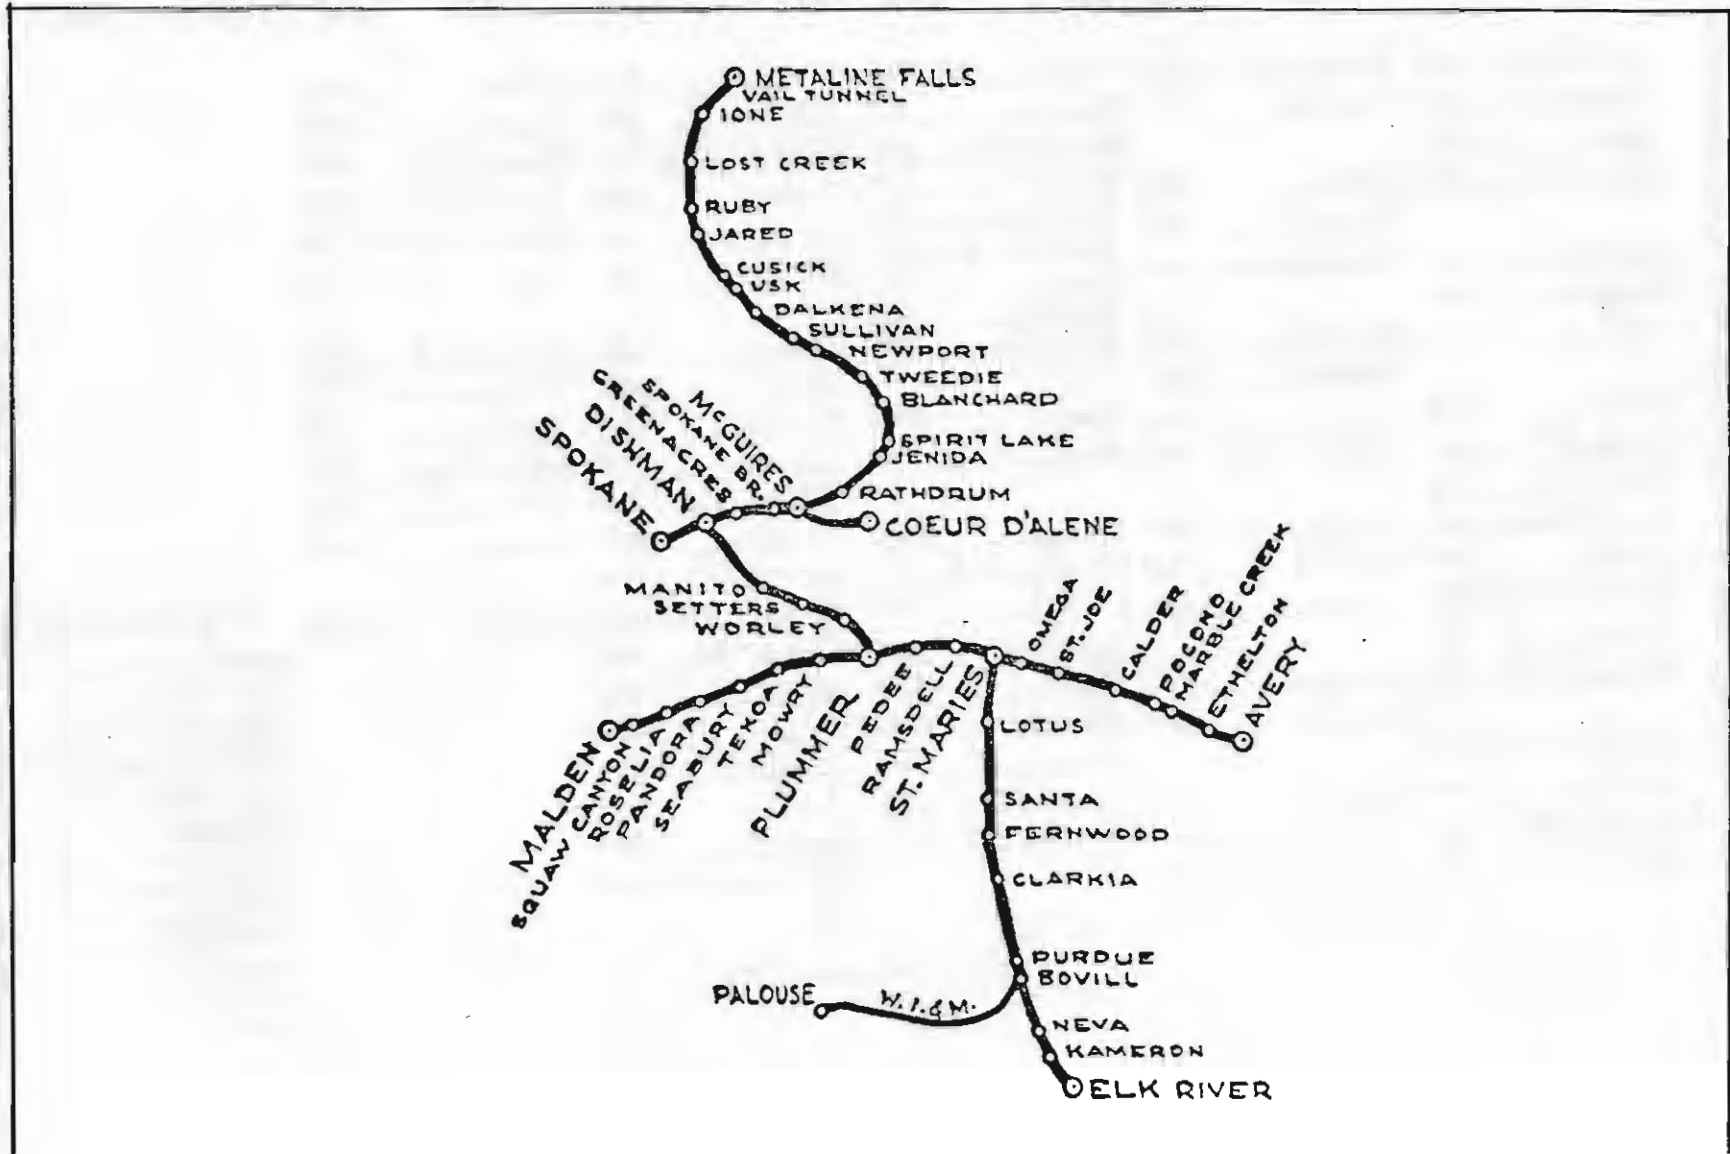 METALINE FALLS
VAIL TUNNEL
IONE
LOST CREEK
RUBY
JARED
CUSICK
USK
DALKENA
SULLIVAN
NEWPORT
TWEEDIE
BLANCHARD
SPIRIT LAKE
JENIDA
RATHDRUM
COEUR D'ALENE
McGUIRES
SPOKANE BR.
GREENACRES
DISHMAN
SPOKANE
MANITO
SETTERS
WORLEY
MALDEN
SQUAW CANYON
ROSELIA
PANDORA
SEABURY
TEKOA
MOWRY
PLUMMER
PEDEE
RAMSDELL
ST. MARIES
OMEGA
ST. JOE
CALDER
POCONO
MARBLE CREEK
ETHELTON
AVERY
LOTUS
SANTA
FERNWOOD
CLARKIA
PURDUE
BOVILL
PALOUSE
W. I. & M.
NEVA
KAMERON
ELK RIVER